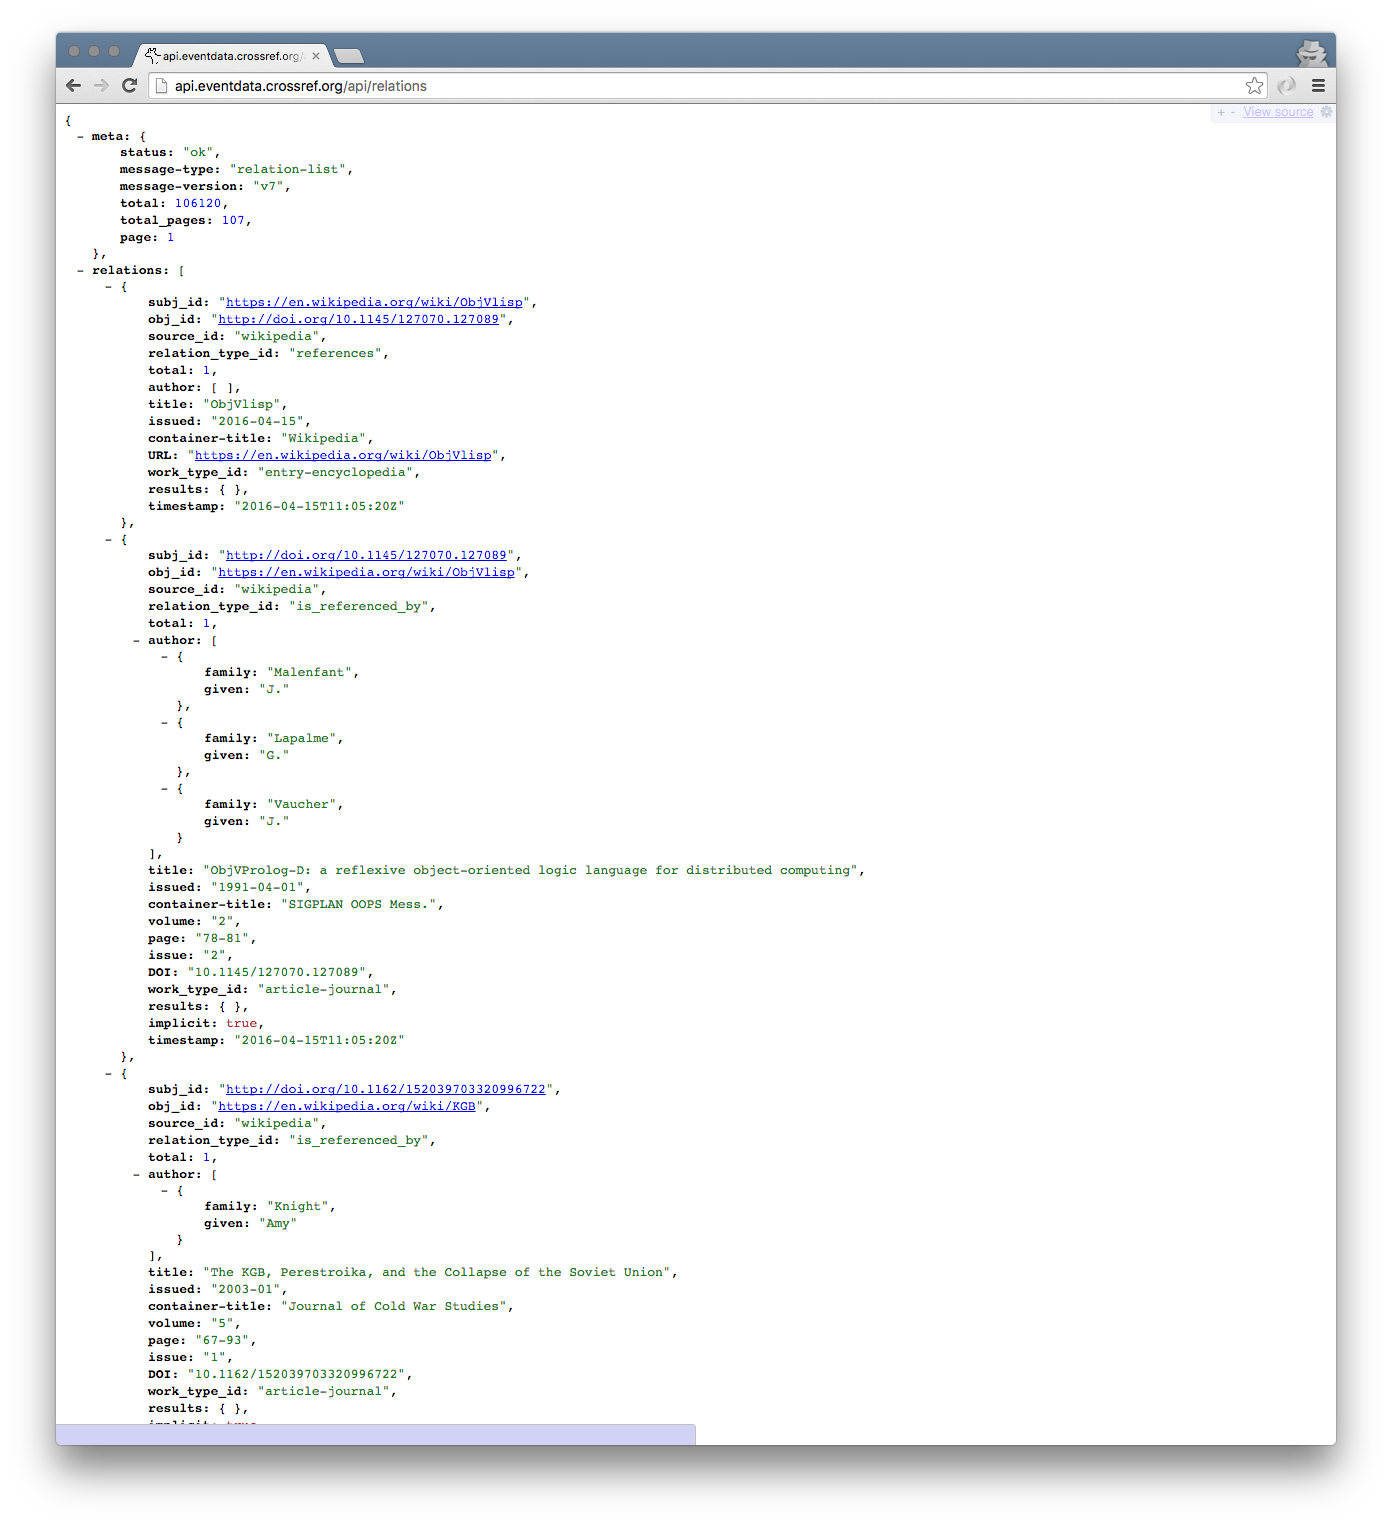 api.eventdata.crossref.org/
api.eventdata.crossref.org/api/relations
+ - View source
{
- meta: {
status: "ok",
message-type: "relation-list",
message-version: "v7",
total: 106120,
total_pages: 107,
page: 1
},
- relations: [
- {
subj_id: "https://en.wikipedia.org/wiki/ObjVlisp",
obj_id: "http://doi.org/10.1145/127070.127089",
source_id: "wikipedia",
relation_type_id: "references",
total: 1,
author: [ ],
title: "ObjVlisp",
issued: "2016-04-15",
container-title: "Wikipedia",
URL: "https://en.wikipedia.org/wiki/ObjVlisp",
work_type_id: "entry-encyclopedia",
results: { },
timestamp: "2016-04-15T11:05:20Z"
},
- {
subj_id: "http://doi.org/10.1145/127070.127089",
obj_id: "https://en.wikipedia.org/wiki/ObjVlisp",
source_id: "wikipedia",
relation_type_id: "is_referenced_by",
total: 1,
- author: [
- {
family: "Malenfant",
given: "J."
},
- {
family: "Lapalme",
given: "G."
},
- {
family: "Vaucher",
given: "J."
}
],
title: "ObjVProlog-D: a reflexive object-oriented logic language for distributed computing",
issued: "1991-04-01",
container-title: "SIGPLAN OOPS Mess.",
volume: "2",
page: "78-81",
issue: "2",
DOI: "10.1145/127070.127089",
work_type_id: "article-journal",
results: { },
implicit: true,
timestamp: "2016-04-15T11:05:20Z"
},
- {
subj_id: "http://doi.org/10.1162/152039703320996722",
obj_id: "https://en.wikipedia.org/wiki/KGB",
source_id: "wikipedia",
relation_type_id: "is_referenced_by",
total: 1,
- author: [
- {
family: "Knight",
given: "Amy"
}
],
title: "The KGB, Perestroika, and the Collapse of the Soviet Union",
issued: "2003-01",
container-title: "Journal of Cold War Studies",
volume: "5",
page: "67-93",
issue: "1",
DOI: "10.1162/152039703320996722",
work_type_id: "article-journal",
results: { },